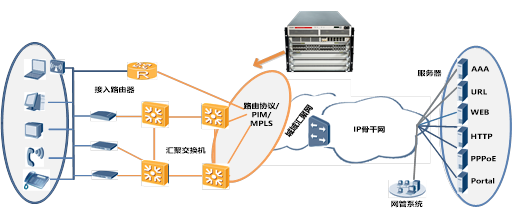 接入路由器
R
汇聚交换机
路由协议/
PIM/
MPLS
城域汇聚网
IP骨干网
服务器
AAA
URL
WEB
HTTP
PPPoE
Portal
网管系统